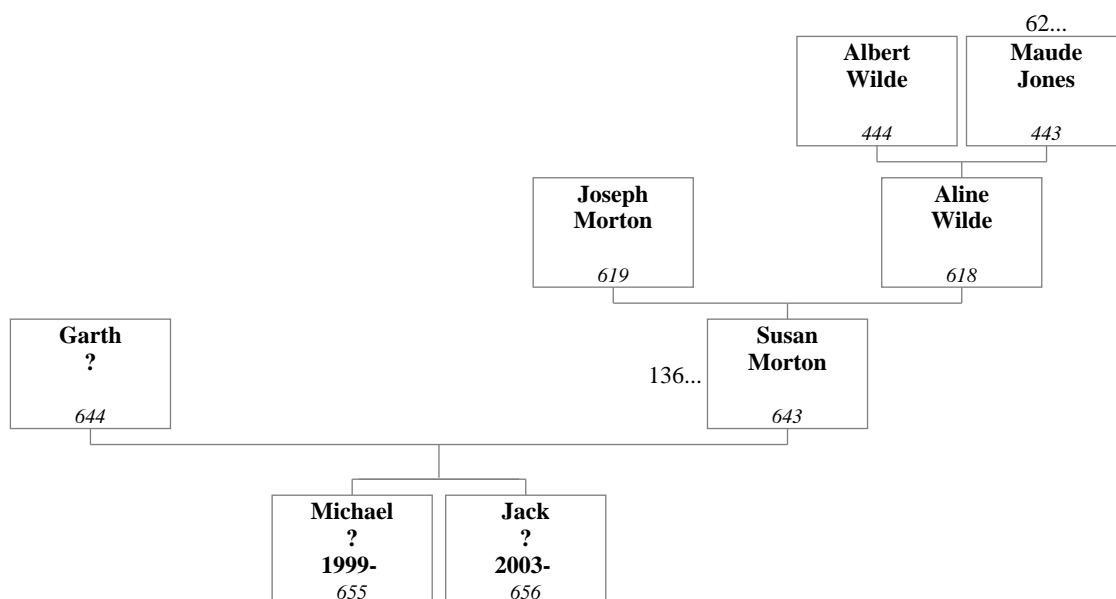 62...
Albert
Wilde
444
Maude
Jones
443
Joseph
Morton
619
Aline
Wilde
618
Garth
?
644
136...
Susan
Morton
643
Michael
?
1999-
655
Jack
?
2003-
656